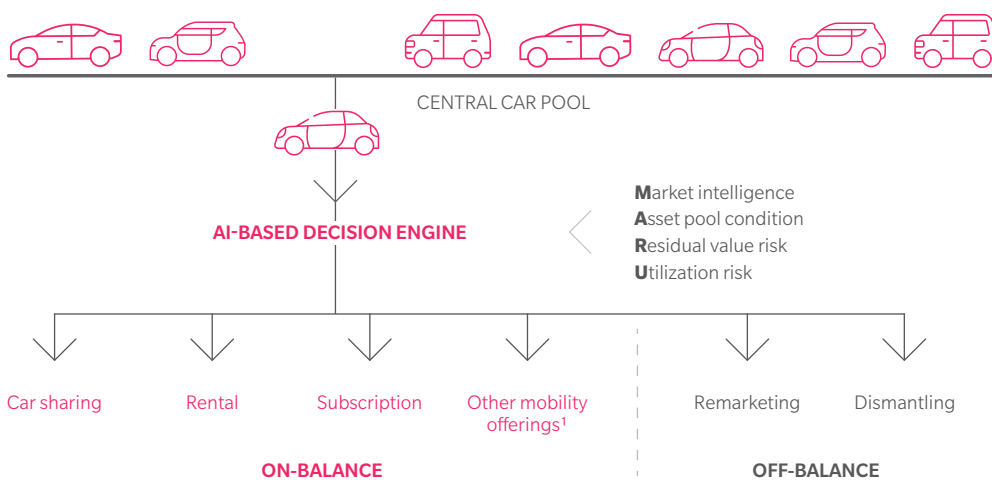 CENTRAL CAR POOL
Market intelligence
Asset pool condition
Residual value risk
Utilization risk
AI-BASED DECISION ENGINE
Car sharing
Rental
Subscription
Other mobility
offerings¹
Remarketing
Dismantling
ON-BALANCE
OFF-BALANCE